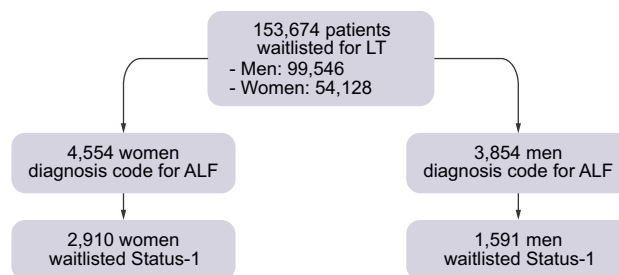 153,674 patients
waitlisted for LT
- Men: 99,546
- Women: 54,128
4,554 women
diagnosis code for ALF
3,854 men
diagnosis code for ALF
2,910 women
waitlisted Status-1
1,591 men
waitlisted Status-1